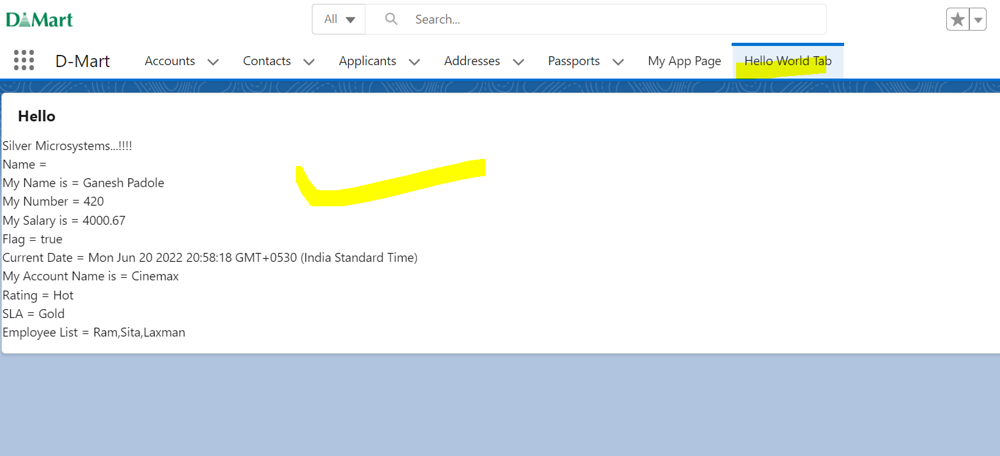 D Mart
All
Search...
D-Mart
Accounts
Contacts
Applicants
Addresses
Passports
My App Page
Hello World Tab
Hello
Silver Microsystems...!!!!
Name =
My Name is = Ganesh Padole
My Number = 420
My Salary is = 4000.67
Flag = true
Current Date = Mon Jun 20 2022 20:58:18 GMT+0530 (India Standard Time)
My Account Name is = Cinemax
Rating = Hot
SLA = Gold
Employee List = Ram,Sita,Laxman